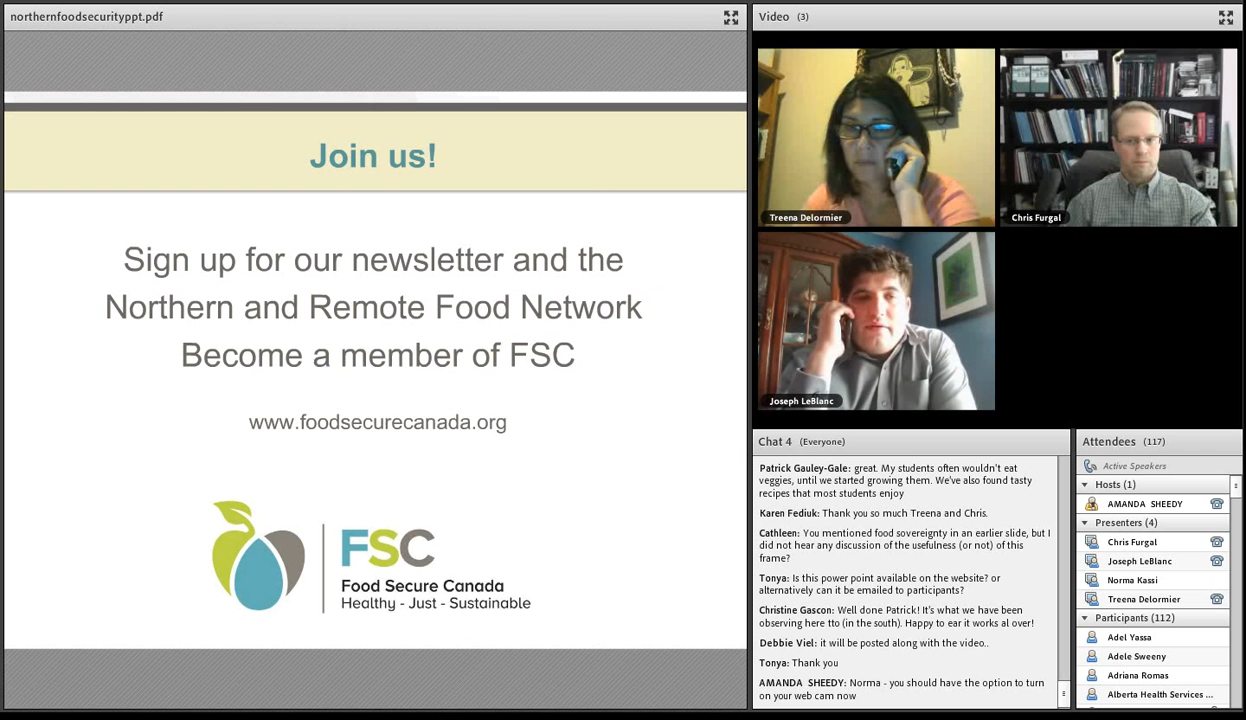 northernfoodsecurityppt.pdf
Join us!
Sign up for our newsletter and the
Northern and Remote Food Network
Become a member of FSC
www.foodsecurecanada.org
FSC
Food Secure Canada
Healthy - Just - Sustainable
Video (3)
Treena Delormier
Chris Furgal
Joseph LeBlanc
Chat 4 (Everyone)
Patrick Gauley-Gale: great. My students often wouldn't eat
veggies, until we started growing them. We've also found tasty
recipes that most students enjoy
Karen Fediuk: Thank you so much Treena and Chris.
Cathleen: You mentioned food sovereignty in an earlier slide, but I
did not hear any discussion of the usefulness (or not) of this
frame?
Tonya: Is this power point available on the website? or
alternatively can it be emailed to participants?
Christine Gascon: Well done Patrick! It's what we have been
observing here tto (in the south). Happy to ear it works al over!
Debbie Viel: it will be posted along with the video..
Tonya: Thank you
AMANDA SHEEDY: Norma - you should have the option to turn
on your web cam now
Attendees (117)
Active Speakers
Hosts (1)
AMANDA SHEEDY
Presenters (4)
Chris Furgal
Joseph LeBlanc
Norma Kassi
Treena Delormier
Participants (112)
Adel Yassa
Adele Sweeny
Adriana Romas
Alberta Health Services ...